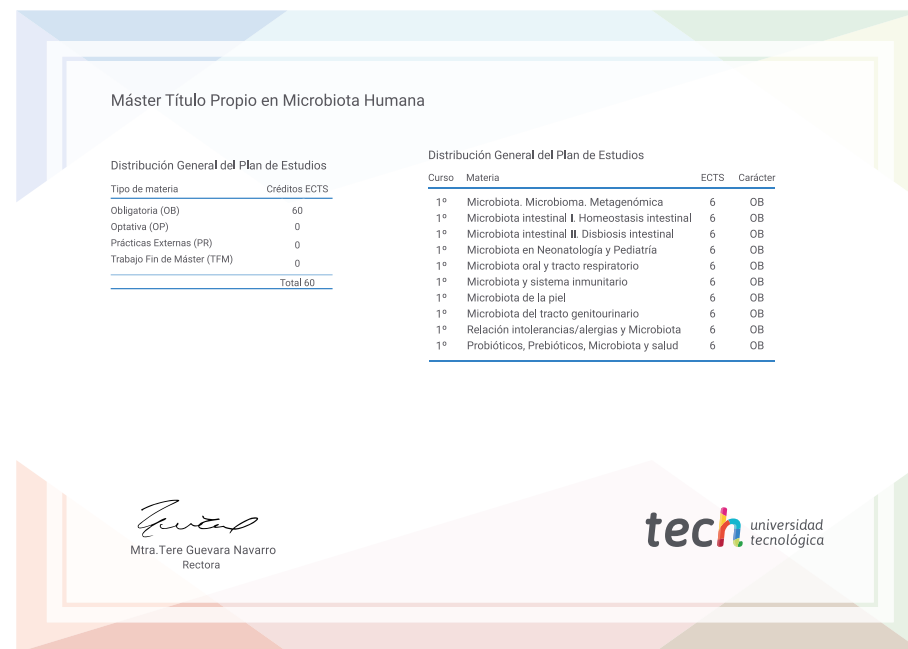 Máster Título Propio en Microbiota Humana
Distribución General del Plan de Estudios
Tipo de materia Créditos ECTS
Obligatoria (OB) 60
Optativa (OP) 0
Prácticas Externas (PR) 0
Trabajo Fin de Máster (TFM) 0
Total 60
Distribución General del Plan de Estudios
Curso Materia ECTS Carácter
1º Microbiota. Microbioma. Metagenómica 6 OB
1º Microbiota intestinal I. Homeostasis intestinal 6 OB
1º Microbiota intestinal II. Disbiosis intestinal 6 OB
1º Microbiota en Neonatología y Pediatría 6 OB
1º Microbiota oral y tracto respiratorio 6 OB
1º Microbiota y sistema inmunitario 6 OB
1º Microbiota de la piel 6 OB
1º Microbiota del tracto genitourinario 6 OB
1º Relación intolerancias/alergias y Microbiota 6 OB
1º Probióticos, Prebióticos, Microbiota y salud 6 OB
Mtra.Tere Guevara Navarro
Rectora
tech universidad
tecnológica